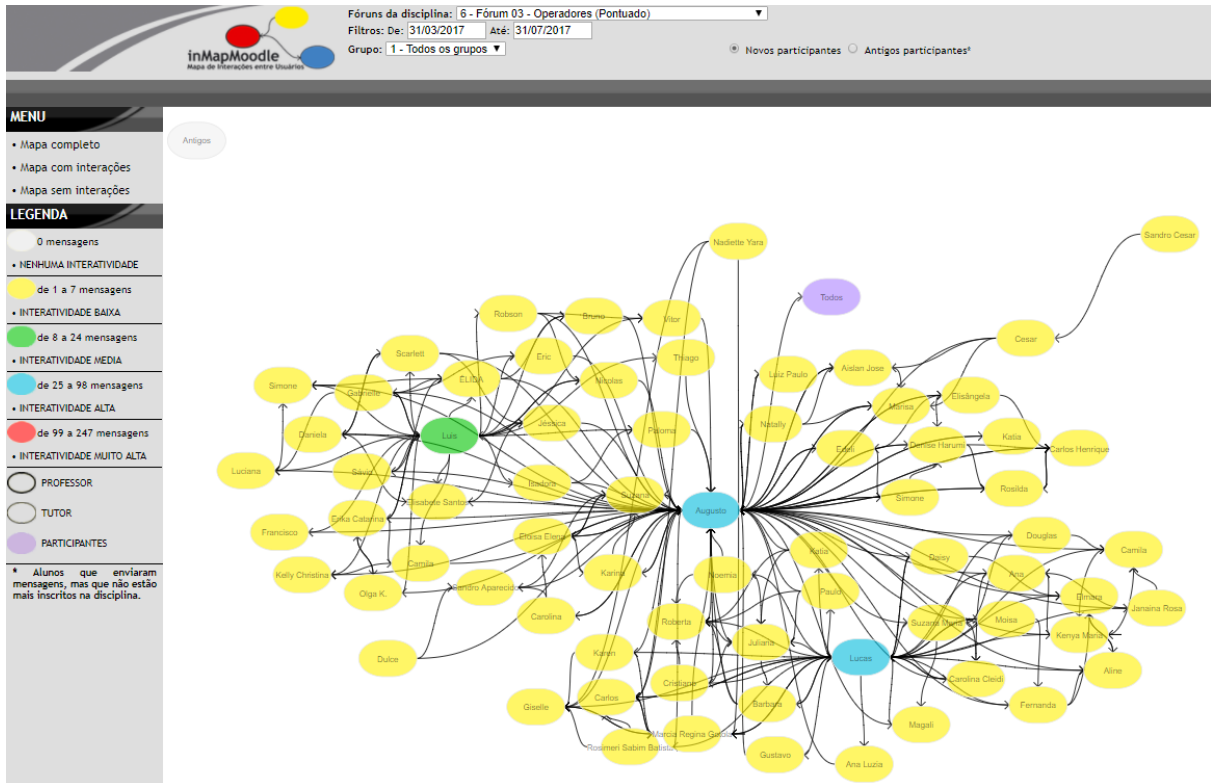 Fóruns da disciplina: 6 - Fórum 03 - Operadores (Pontuado)
Filtros: De: 31/03/2017 Até: 31/07/2017
Grupo: 1 - Todos os grupos
Novos participantes Antigos participantes*
inMapMoodle
Mapa de Interações entre Usuários
MENU
• Mapa completo
• Mapa com interações
• Mapa sem interações
LEGENDA
0 mensagens
• NENHUMA INTERATIVIDADE
de 1 a 7 mensagens
• INTERATIVIDADE BAIXA
de 8 a 24 mensagens
• INTERATIVIDADE MEDIA
de 25 a 98 mensagens
• INTERATIVIDADE ALTA
de 99 a 247 mensagens
• INTERATIVIDADE MUITO ALTA
PROFESSOR
TUTOR
PARTICIPANTES
* Alunos que enviaram
mensagens, mas que não estão
mais inscritos na disciplina.
Antigos
Sandro Cesar
Nadiette Yara
Todos
Robson
Bruno
Vitor
Cesar
Scarlett
Eric
Thiago
Luiz Paulo
Aislan Jose
Simone
Gabrielle
ÉLIDA
Nicolas
Marisa
Elisângela
Daniela
Luis
Jéssica
Paloma
Natally
Edeli
Denise Harumi
Katia
Carlos Henrique
Luciana
Sávio
Isadora
Suzana
Simone
Rosilda
Elisabete Santos
Augusto
Francisco
Erika Catarina
Eloisa Elena
Douglas
Camila
Katia
Daisy
Kelly Christina
Camila
Karina
Noemia
Ana
Olga K.
Sandro Aparecido
Paulo
Elmara
Janaina Rosa
Carolina
Roberta
Suzana Maria
Moisa
Kenya Maria
Dulce
Karen
Juliana
Lucas
Aline
Cristiane
Carolina Cleidi
Giselle
Carlos
Barbara
Fernanda
Magali
Marcia Regina
Rosimeri Sabim Batista
Gustavo
Ana Luzia